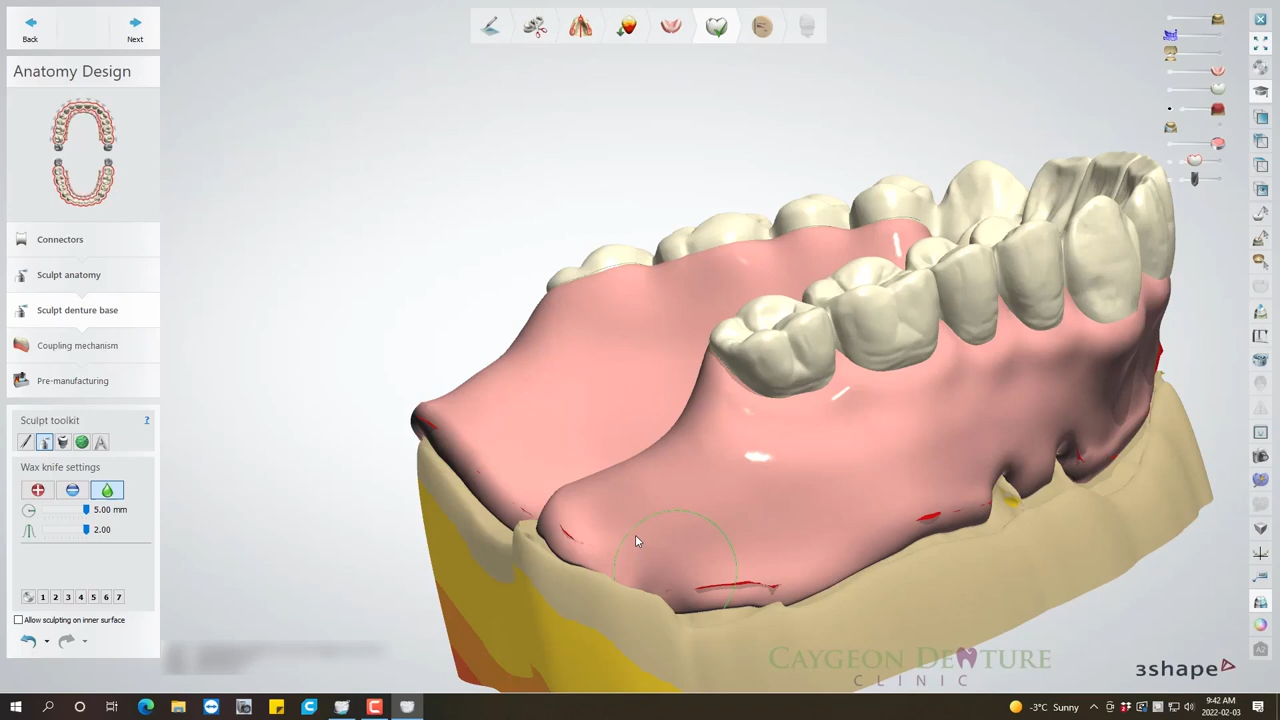 Back
Next
Anatomy Design
Connectors
Sculpt anatomy
Sculpt denture base
Coupling mechanism
Pre-manufacturing
Sculpt toolkit ?
Wax knife settings
5.00 mm
2.00
1 2 3 4 5 6 7
Allow sculpting on inner surface
CAYGEON DENTURE
CLINIC
3shape
A2
-3°C Sunny
9:42 AM
2022-02-03